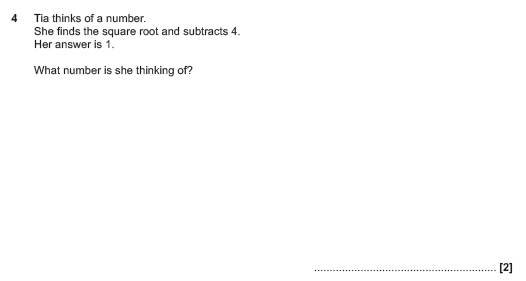 4 Tia thinks of a number.
She finds the square root and subtracts 4.
Her answer is 1.
What number is she thinking of?
............................................................ [2]